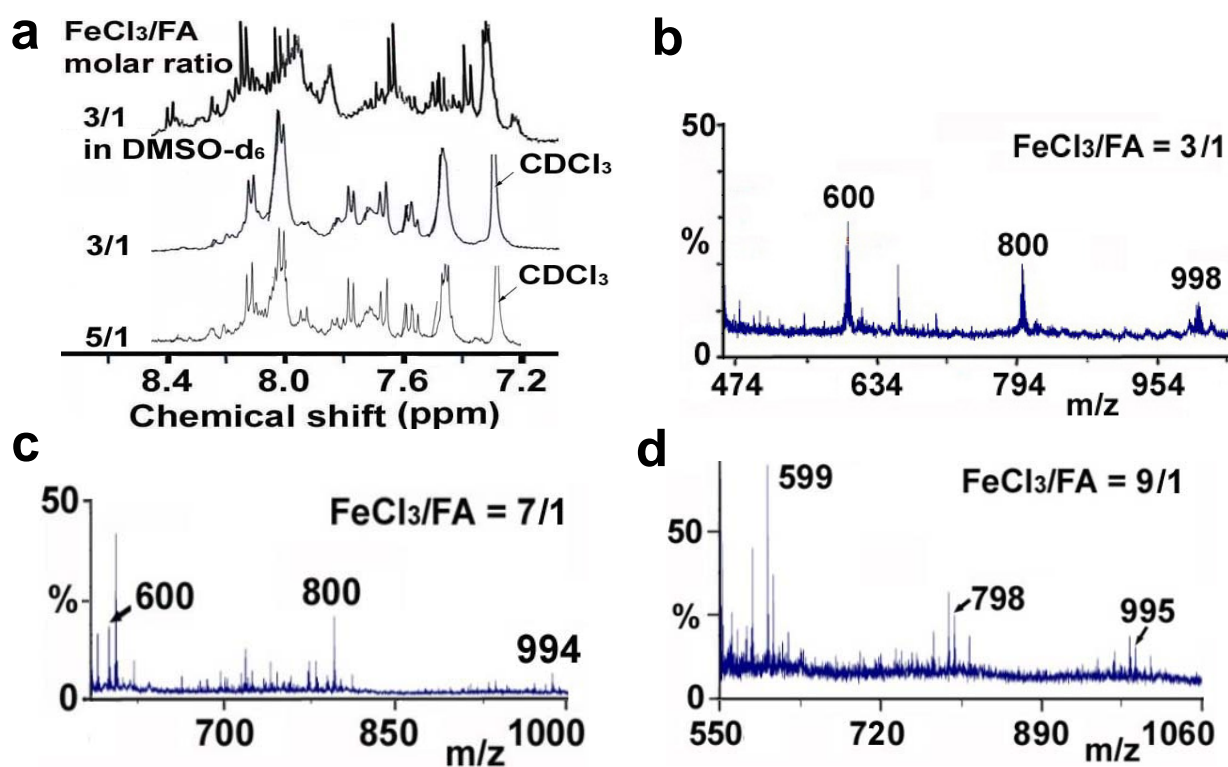 a
FeCl₃/FA
molar ratio
3/1
in DMSO-d₆
CDCl₃
3/1
CDCl₃
5/1
8.4 8.0 7.6 7.2
Chemical shift (ppm)
b
50
FeCl₃/FA = 3/1
600
%
800
998
0
474 634 794 954
m/z
c
50
FeCl₃/FA = 7/1
%
600
800
994
0
700 850 1000
m/z
d
599
FeCl₃/FA = 9/1
50
%
798
995
0
550 720 890 1060
m/z